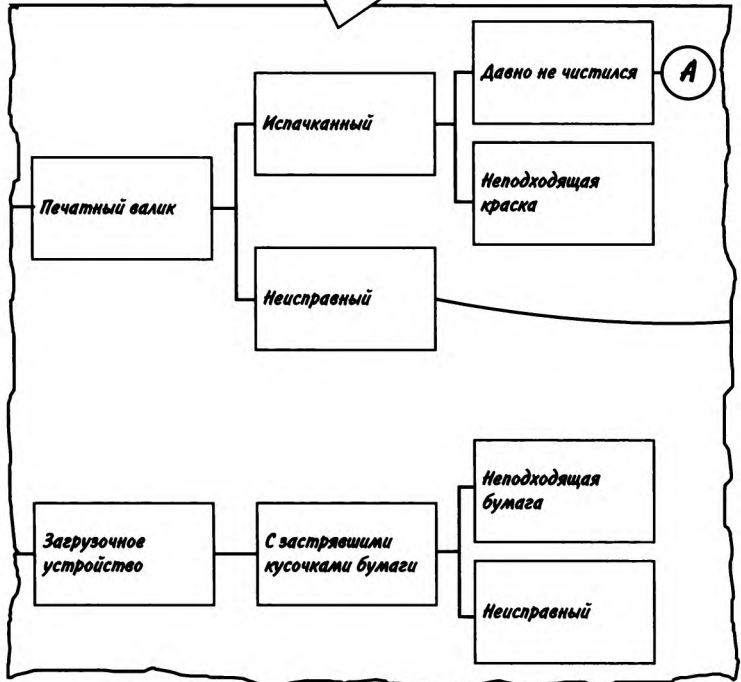 Давно не чистился
А
Испачканный
Неподходящая
краска
Печатный валик
Неисправный
Неподходящая
бумага
Загрузочное
устройство
С застрявшими
кусочками бумаги
Неисправный